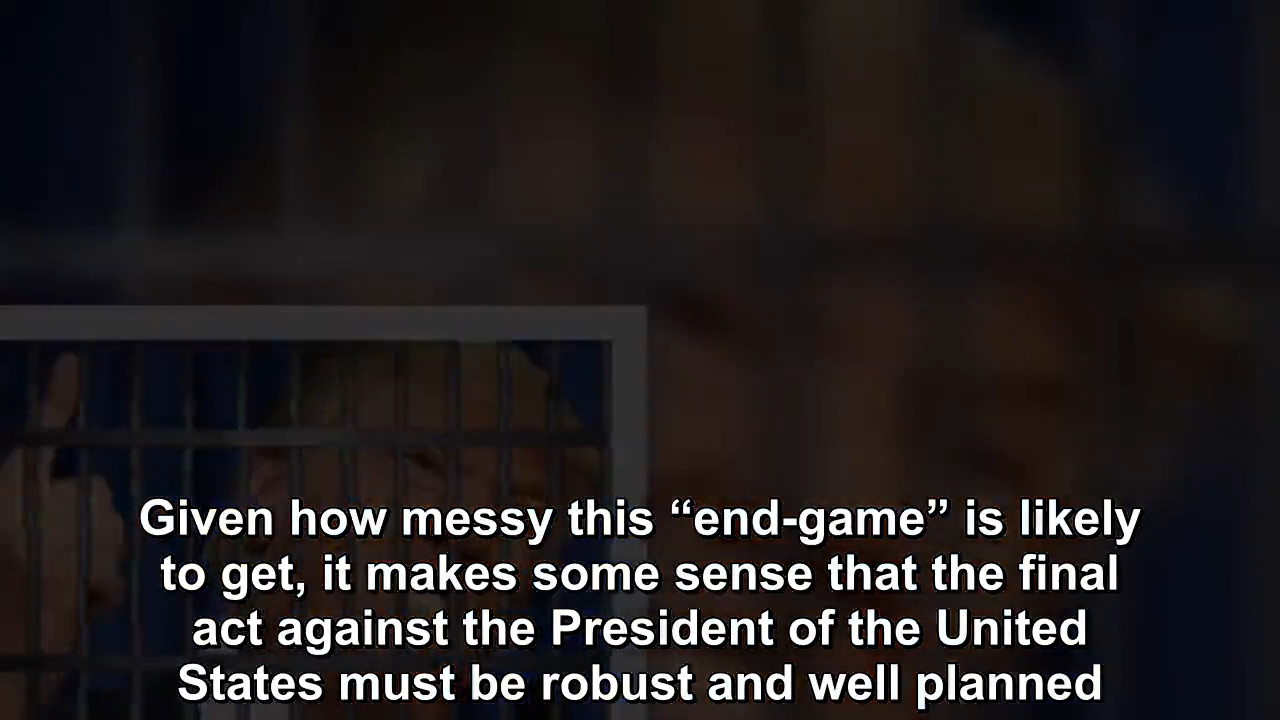 Given how messy this “end-game” is likely
to get, it makes some sense that the final
act against the President of the United
States must be robust and well planned